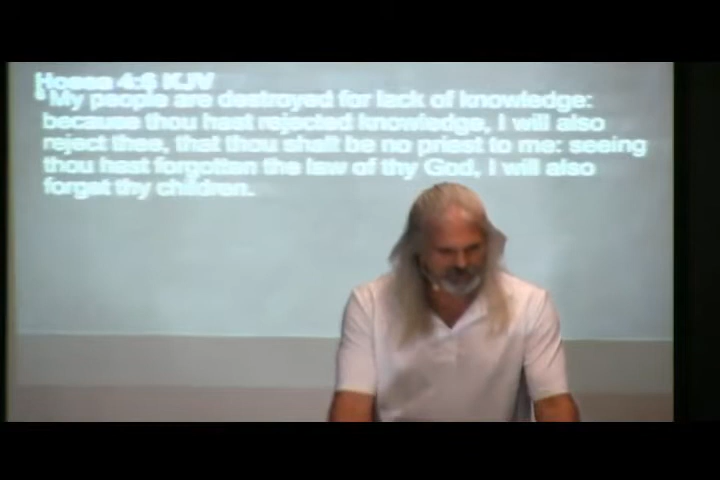 Hosea 4:6 KJV
6 My people are destroyed for lack of knowledge:
because thou hast rejected knowledge, I will also
reject thee, that thou shalt be no priest to me: seeing
thou hast forgotten the law of thy God, I will also
forget thy children.